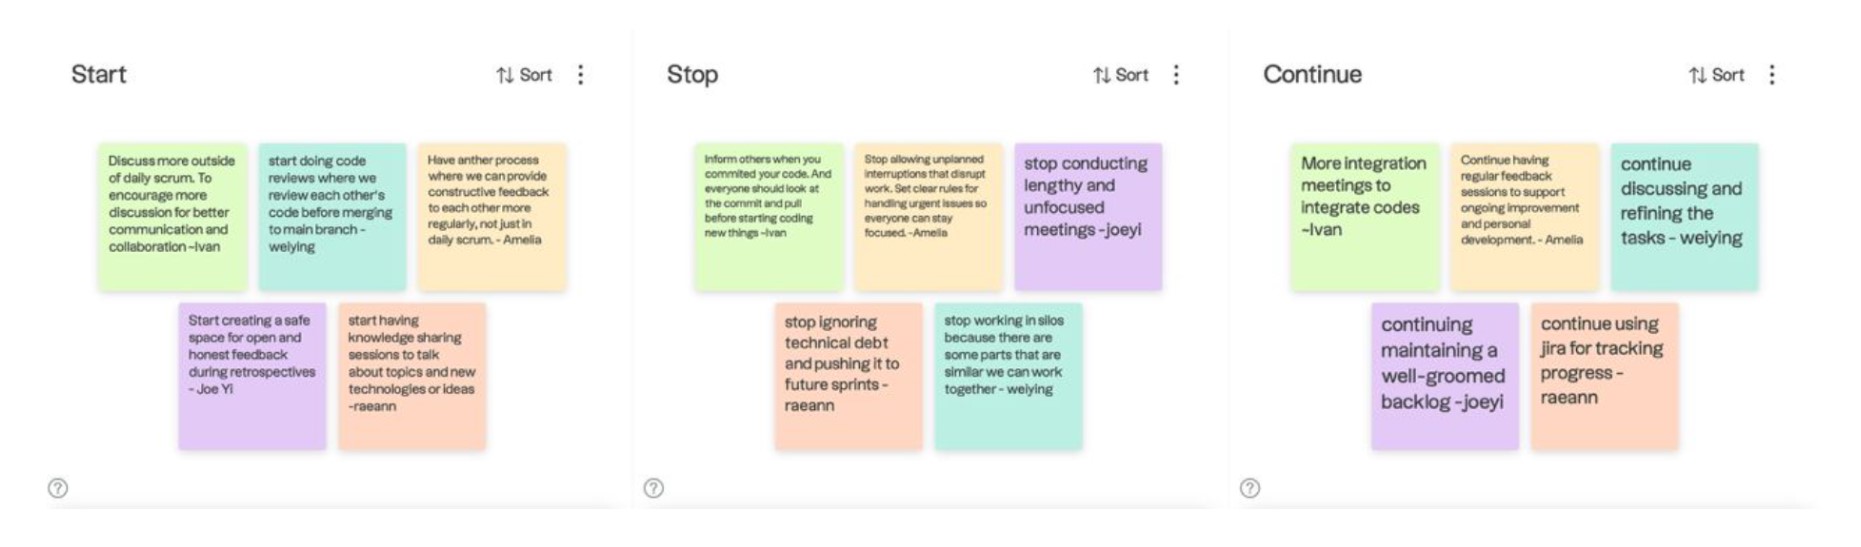 Start
Sort
Discuss more outside
of daily scrum. To
encourage more
discussion for better
communication and
collaboration ~Ivan
start doing code
reviews where we
review each other's
code before merging
to main branch -
weiying
Have anther process
where we can provide
constructive feedback
to each other more
regularly, not just in
daily scrum. - Amelia
Start creating a safe
space for open and
honest feedback
during retrospectives
- Joe Yi
start having
knowledge sharing
sessions to talk
about topics and new
technologies or ideas
-raeann
?
Stop
Sort
Inform others when you
commited your code. And
everyone should look at
the commit and pull
before starting coding
new things ~Ivan
Stop allowing unplanned
interruptions that disrupt
work. Set clear rules for
handling urgent issues so
everyone can stay
focused. -Amelia
stop conducting
lengthy and
unfocused
meetings -joeyi
stop ignoring
technical debt
and pushing it to
future sprints -
raeann
stop working in silos
because there are
some parts that are
similar we can work
together - weiying
?
Continue
Sort
More integration
meetings to
integrate codes
~Ivan
Continue having
regular feedback
sessions to support
ongoing improvement
and personal
development. - Amelia
continue
discussing and
refining the
tasks - weiying
continuing
maintaining a
well-groomed
backlog -joeyi
continue using
jira for tracking
progress -
raeann
?